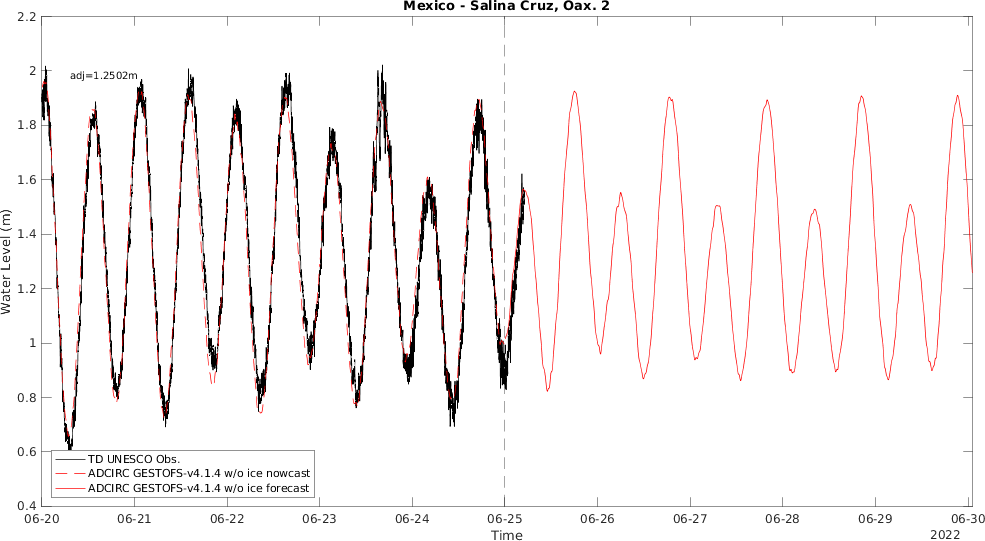 Mexico - Salina Cruz, Oax. 2
2.2
2
1.8
1.6
1.4
1.2
1
0.8
0.6
0.4
Water Level (m)
adj=1.2502m
TD UNESCO Obs.
ADCIRC GESTOFS-v4.1.4 w/o ice nowcast
ADCIRC GESTOFS-v4.1.4 w/o ice forecast
06-20 06-21 06-22 06-23 06-24 06-25 06-26 06-27 06-28 06-29 06-30
Time
2022